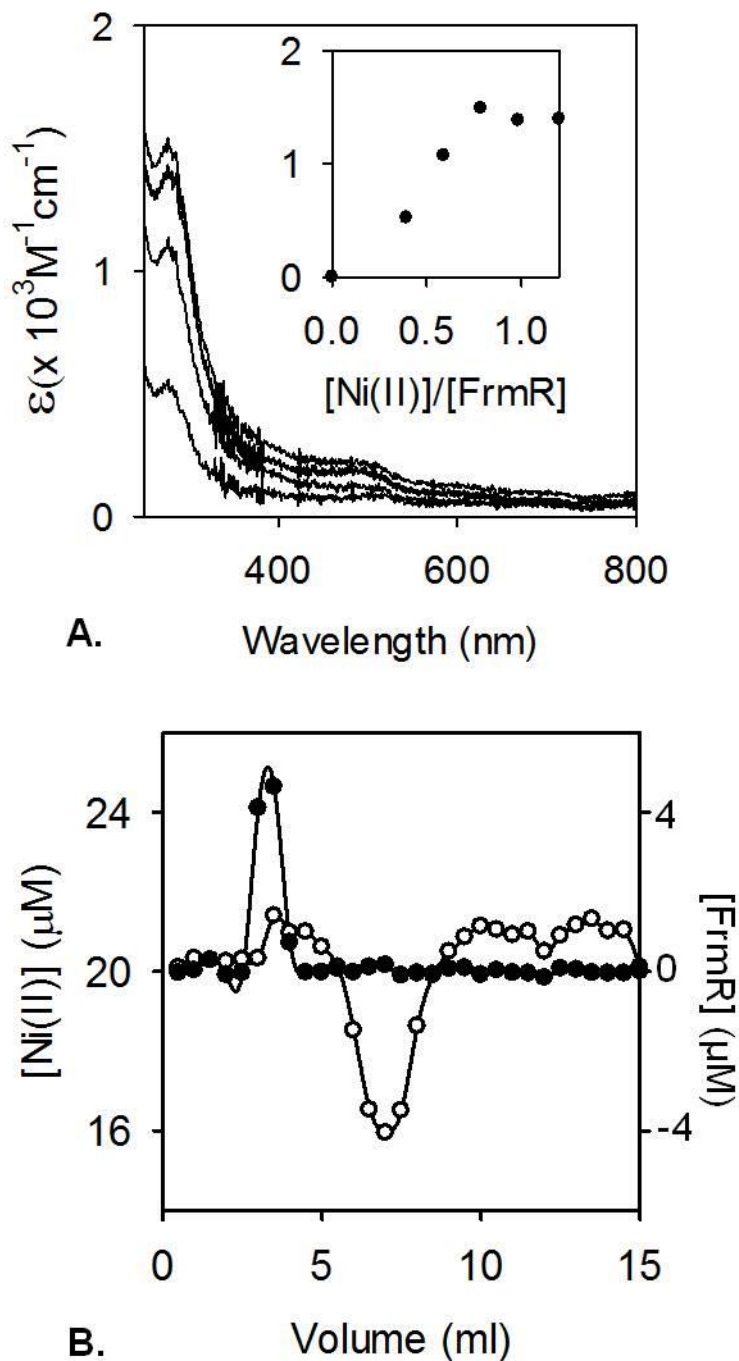 2
1
0
ε(x 10³M⁻¹cm⁻¹)
2
1
0
0.0 0.5 1.0
[Ni(II)]/[FrmR]
400 600 800
A. Wavelength (nm)
24
20
16
[Ni(II)] (μM)
4
0
-4
[FrmR] (μM)
0 5 10 15
B. Volume (ml)